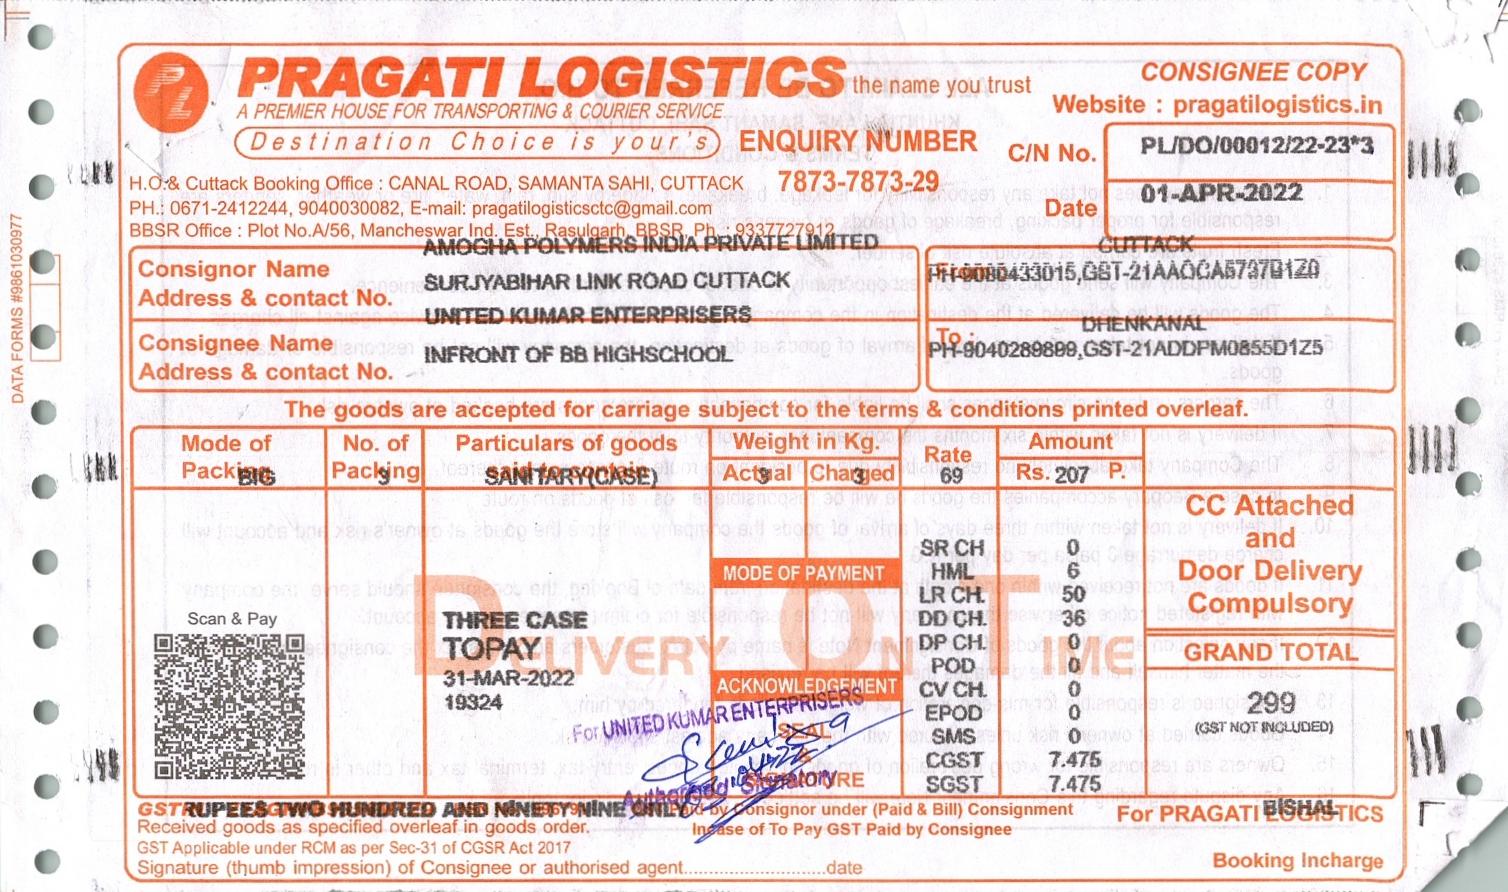 PL
PRAGATI LOGISTICS the name you trust
A PREMIER HOUSE FOR TRANSPORTING & COURIER SERVICE
Destination Choice is you'r's
ENQUIRY NUMBER
7873-7873-29
CONSIGNEE COPY
Website : pragatilogistics.in
C/N No. PL/DO/00012/22-23*3
Date 01-APR-2022
H.O.& Cuttack Booking Office : CANAL ROAD, SAMANTA SAHI, CUTTACK
PH.: 0671-2412244, 9040030082, E-mail: pragatilogisticsctc@gmail.com
BBSR Office : Plot No.A/56, Mancheswar Ind. Est., Rasulgarh, BBSR, Ph.: 9337727912
DATA FORMS #9861030977
Consignor Name
Address & contact No.
AMOGHA POLYMERS INDIA PRIVATE LIMITED
SURJYABIHAR LINK ROAD CUTTACK
From : CUTTACK
Consignee Name
Address & contact No.
UNITED KUMAR ENTERPRISERS
INFRONT OF BB HIGHSCHOOL
To : DHENKANAL
PH-9040289899,GST-21ADDPM0855D1Z5
The goods are accepted for carriage subject to the terms & conditions printed overleaf.
Mode of Packing No. of Packing Particulars of goods Weight in Kg. Actual Charged Rate Amount Rs. P.
BIG 3 SANITARY(CASE) 3 3 69 207
SR CH 0
HML 6
LR CH. 50
DD CH. 36
DP CH. 0
POD 0
CV CH. 0
EPOD 0
SMS 0
CGST 7.475
SGST 7.475
CC Attached
and
Door Delivery
Compulsory
GRAND TOTAL
299
(GST NOT INCLUDED)
MODE OF PAYMENT
ACKNOWLEDGEMENT
SEAL
&
SIGNATURE
DELIVERY ON TIME
Scan & Pay
THREE CASE
TOPAY
31-MAR-2022
19324
For UNITED KUMAR ENTERPRISERS
Authorised Signatory
RUPEES TWO HUNDRED AND NINETY NINE ONLY
Paid by Consignor under (Paid & Bill) Consignment
Incase of To Pay GST Paid by Consignee
Received goods as specified overleaf in goods order.
GST Applicable under RCM as per Sec-31 of CGSR Act 2017
Signature (thumb impression) of Consignee or authorised agent..............................date
For PRAGATI LOGISTICS
BISHAL
Booking Incharge